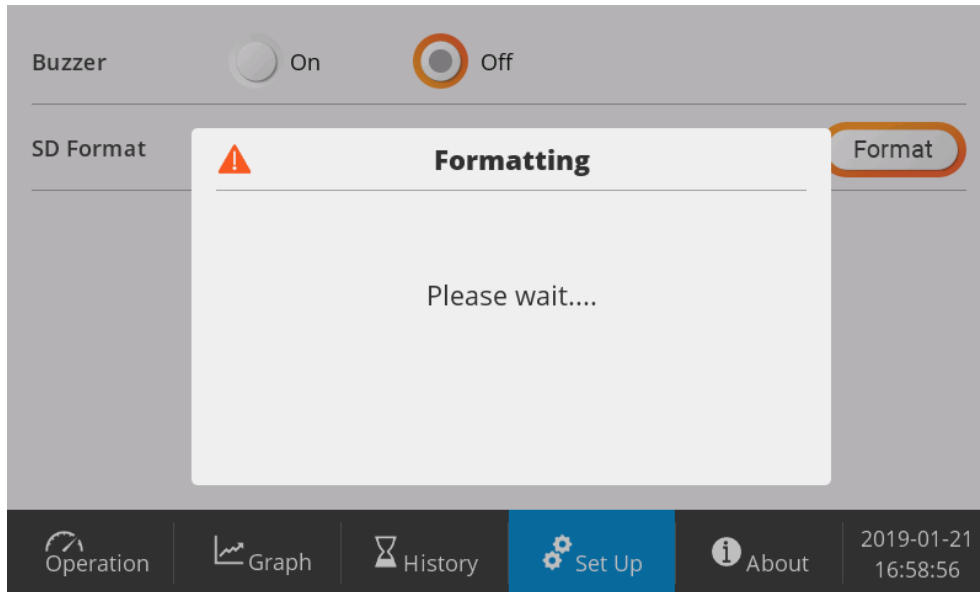 Buzzer On Off
SD Format Format
Formatting
Please wait....
Operation Graph History Set Up About 2019-01-21
16:58:56